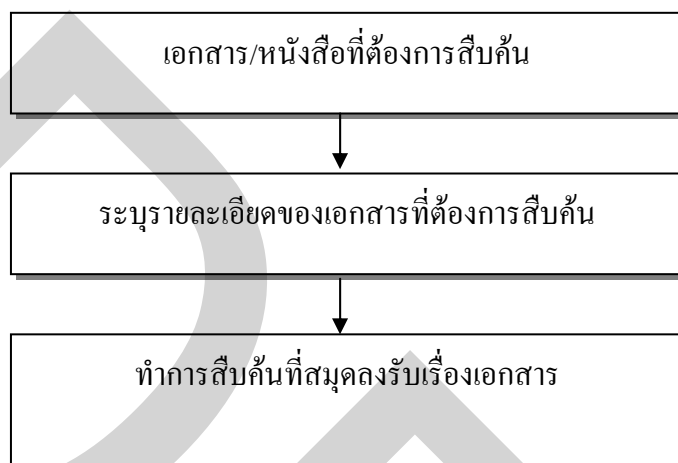 เอกสาร/หนังสือที่ต้องการสืบค้น
ระบุรายละเอียดของเอกสารที่ต้องการสืบค้น
ทำการสืบค้นที่สมุดลงรับเรื่องเอกสาร